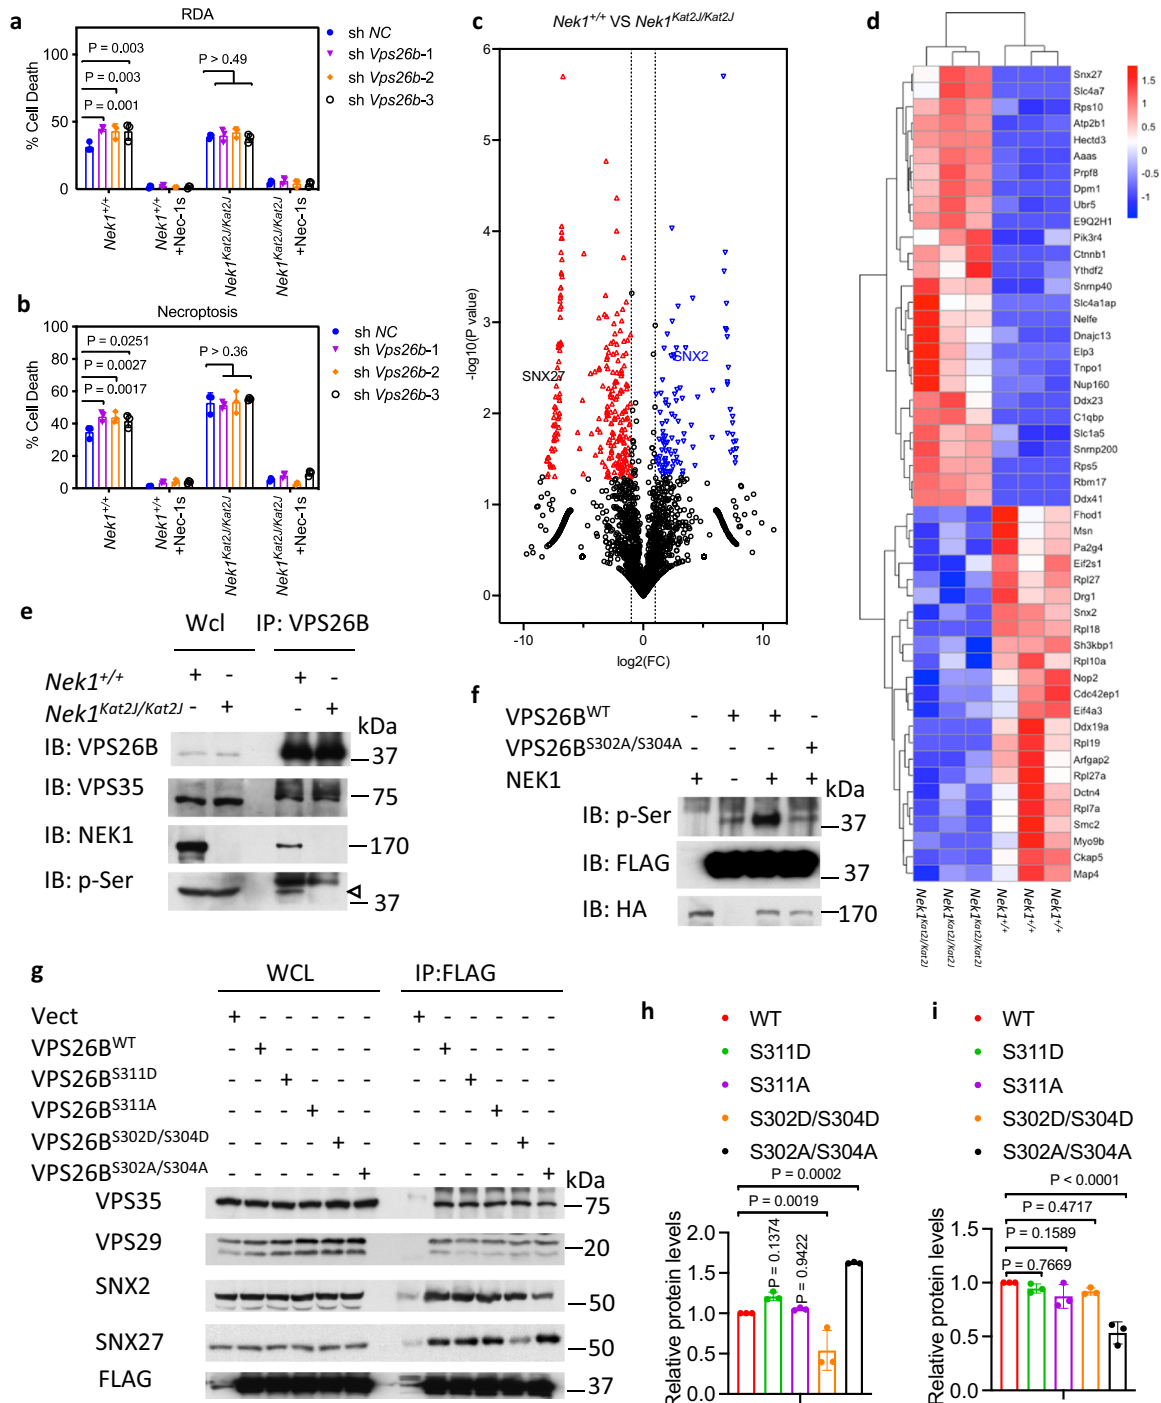 a
RDA
% Cell Death
100
50
0
P = 0.003
P = 0.003
P = 0.001
P > 0.49
sh NC
sh Vps26b-1
sh Vps26b-2
sh Vps26b-3
Nek1+/+
Nek1+/+ +Nec-1s
Nek1Kat2J/Kat2J
Nek1Kat2J/Kat2J +Nec-1s
b
Necroptosis
% Cell Death
100
80
60
40
20
0
P = 0.0251
P = 0.0027
P = 0.0017
P > 0.36
sh NC
sh Vps26b-1
sh Vps26b-2
sh Vps26b-3
Nek1+/+
Nek1+/+ +Nec-1s
Nek1Kat2J/Kat2J
Nek1Kat2J/Kat2J +Nec-1s
c
Nek1+/+ VS Nek1Kat2J/Kat2J
-log10(P value)
6
5
4
3
2
1
0
SNX27
SNX2
-10
0
10
log2(FC)
d
Snx27
Slc4a7
Rps10
Atp2b1
Hectd3
Aaas
Prpf8
Dpm1
Ubr5
E9Q2H1
Pik3r4
Ctnnb1
Ythdf2
Snrnp40
Slc4a1ap
Nelfe
Dnajc13
Elp3
Tnpo1
Nup160
Ddx23
C1qbp
Slc1a5
Snrnp200
Rps5
Rbm17
Ddx41
Fhod1
Msn
Pa2g4
Eif2s1
Rpl27
Drg1
Snx2
Rpl18
Sh3kbp1
Rpl10a
Nop2
Cdc42ep1
Eif4a3
Ddx19a
Rpl19
Arfgap2
Rpl27a
Dctn4
Rpl7a
Smc2
Myo9b
Ckap5
Map4
1.5
1
0.5
0
-0.5
-1
Nek1Kat2J/Kat2J
Nek1Kat2J/Kat2J
Nek1Kat2J/Kat2J
Nek1+/+
Nek1+/+
Nek1+/+
e
Wcl IP: VPS26B
Nek1+/+ + - + -
Nek1Kat2J/Kat2J - + - +
kDa
IB: VPS26B 37
IB: VPS35 75
IB: NEK1 170
IB: p-Ser
37
f
VPS26BWT - + + -
VPS26BS302A/S304A - - - +
NEK1 + - + +
kDa
IB: p-Ser 37
IB: FLAG 37
IB: HA 170
g
WCL IP:FLAG
Vect + - - - - - + - - - - -
VPS26BWT - + - - - - - + - - - -
VPS26BS311D - - + - - - - - + - - -
VPS26BS311A - - - + - - - - - + - -
VPS26BS302D/S304D - - - - + - - - - - + -
VPS26BS302A/S304A - - - - - + - - - - - +
kDa
VPS35 75
VPS29 20
SNX2 50
SNX27 50
FLAG 37
h
WT
S311D
S311A
S302D/S304D
S302A/S304A
P = 0.0002
P = 0.0019
P = 0.1374
P = 0.9422
Relative protein levels
2.0
1.5
1.0
0.5
0.0
i
WT
S311D
S311A
S302D/S304D
S302A/S304A
P < 0.0001
P = 0.4717
P = 0.1589
P = 0.7669
Relative protein levels
1.5
1.0
0.5
0.0